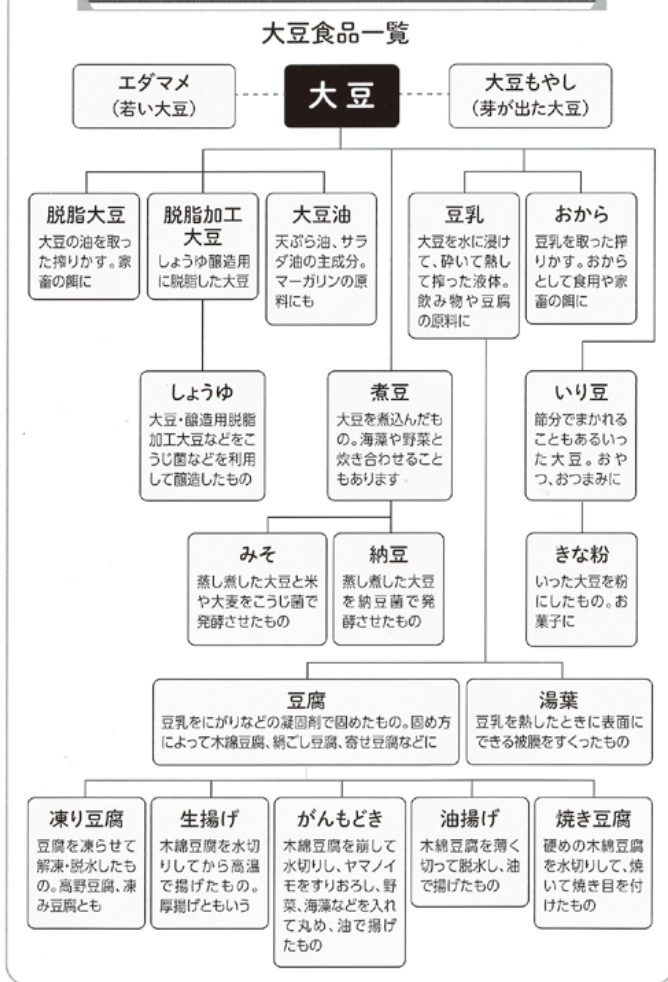 大豆食品一覧
エダマメ
(若い大豆)
大豆
大豆もやし
(芽が出た大豆)
脱脂大豆
大豆の油を取っ
た搾りかす。家
畜の餌に
脱脂加工
大豆
しょうゆ醸造用
に脱脂した大豆
大豆油
天ぷら油、サラ
ダ油の主成分。
マーガリンの原
料にも
豆乳
大豆を水に浸け
て、砕いて熱し
て搾った液体。
飲み物や豆腐
の原料に
おから
豆乳を取った搾
りかす。おから
として食用や家
畜の餌に
しょうゆ
大豆・醸造用脱脂
加工大豆などをこ
うじ菌などを利用
して醸造したもの
煮豆
大豆を煮込んだも
の。海藻や野菜と
炊き合わせること
もあります
いり豆
節分でまかれる
こともあるいっ
た大豆。おや
つ、おつまみに
みそ
蒸し煮した大豆と米
や大麦をこうじ菌で
発酵させたもの
納豆
蒸し煮した大豆
を納豆菌で発
酵させたもの
きな粉
いった大豆を粉
にしたもの。お
菓子に
豆腐
豆乳をにがりなどの凝固剤で固めたもの。固め方
によって木綿豆腐、絹ごし豆腐、寄せ豆腐などに
湯葉
豆乳を熱したときに表面に
できる被膜をすくったもの
凍り豆腐
豆腐を凍らせて
解凍・脱水したも
の。高野豆腐、凍
み豆腐とも
生揚げ
木綿豆腐を水切
りしてから高温
で揚げたもの。
厚揚げともいう
がんもどき
木綿豆腐を崩して
水切りし、ヤマノイ
モをすりおろし、野
菜、海藻などを入れ
て丸め、油で揚げ
たもの
油揚げ
木綿豆腐を薄く
切って脱水し、油
で揚げたもの
焼き豆腐
硬めの木綿豆腐
を水切りして、焼
いて焼き目を付
けたもの